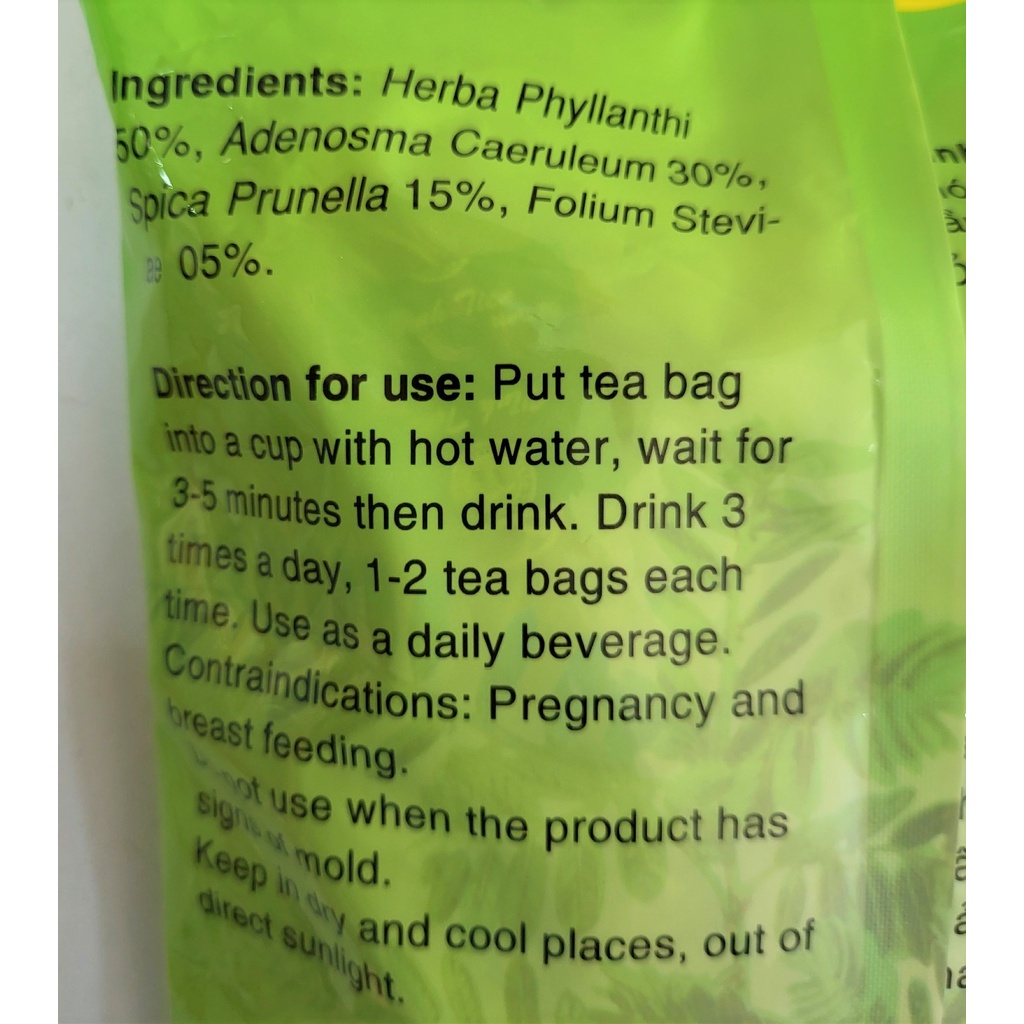 Ingredients: Herba Phyllanthi
50%, Adenosma Caeruleum 30%,
Spica Prunella 15%, Folium Stevi-
ae 05%.
Direction for use: Put tea bag
into a cup with hot water, wait for
3-5 minutes then drink. Drink 3
times a day, 1-2 tea bags each
time. Use as a daily beverage.
Contraindications: Pregnancy and
breast feeding.
not use when the product has
signs of mold.
Keep in dry and cool places, out of
direct sunlight.